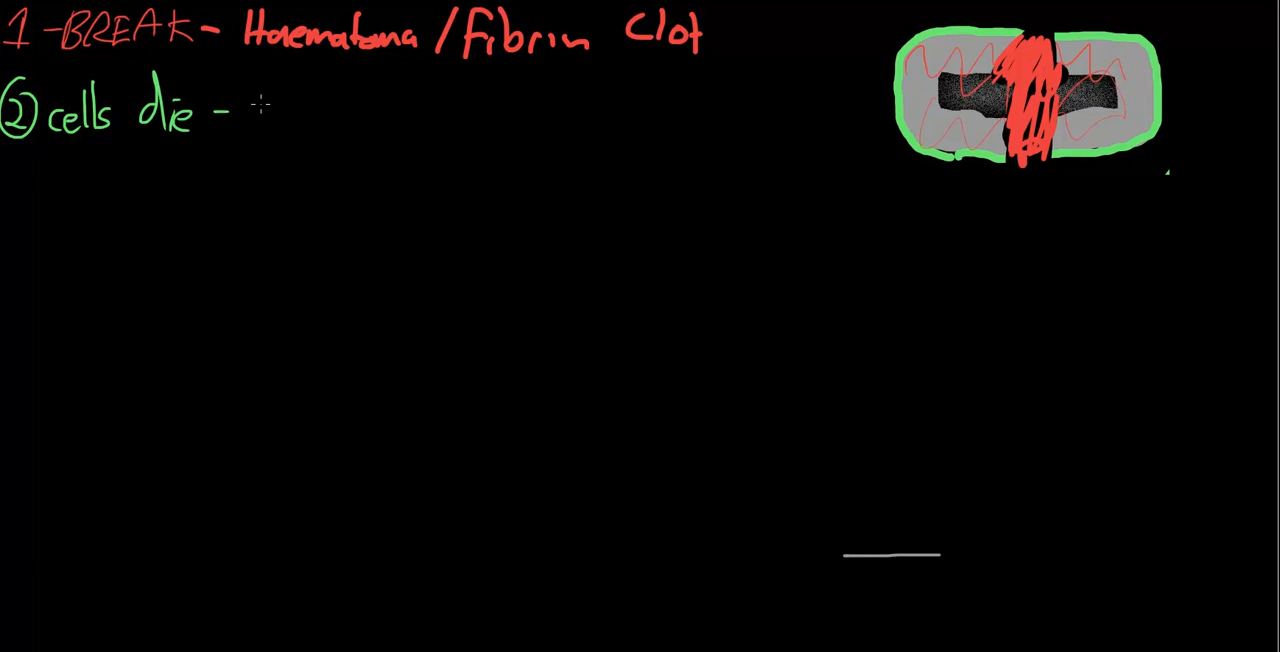 1-BREAK- Haematoma /Fibrin Clot
2 cells die -